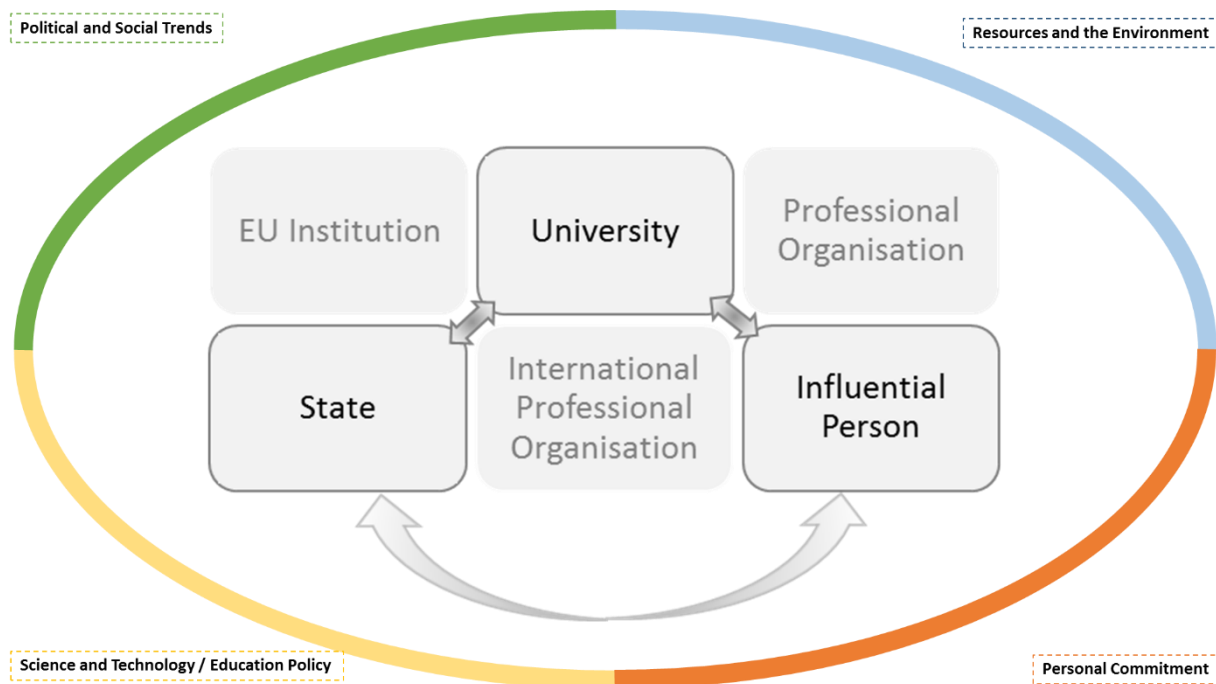 Political and Social Trends
Resources and the Environment
EU Institution
University
Professional
Organisation
State
International
Professional
Organisation
Influential
Person
Science and Technology / Education Policy
Personal Commitment